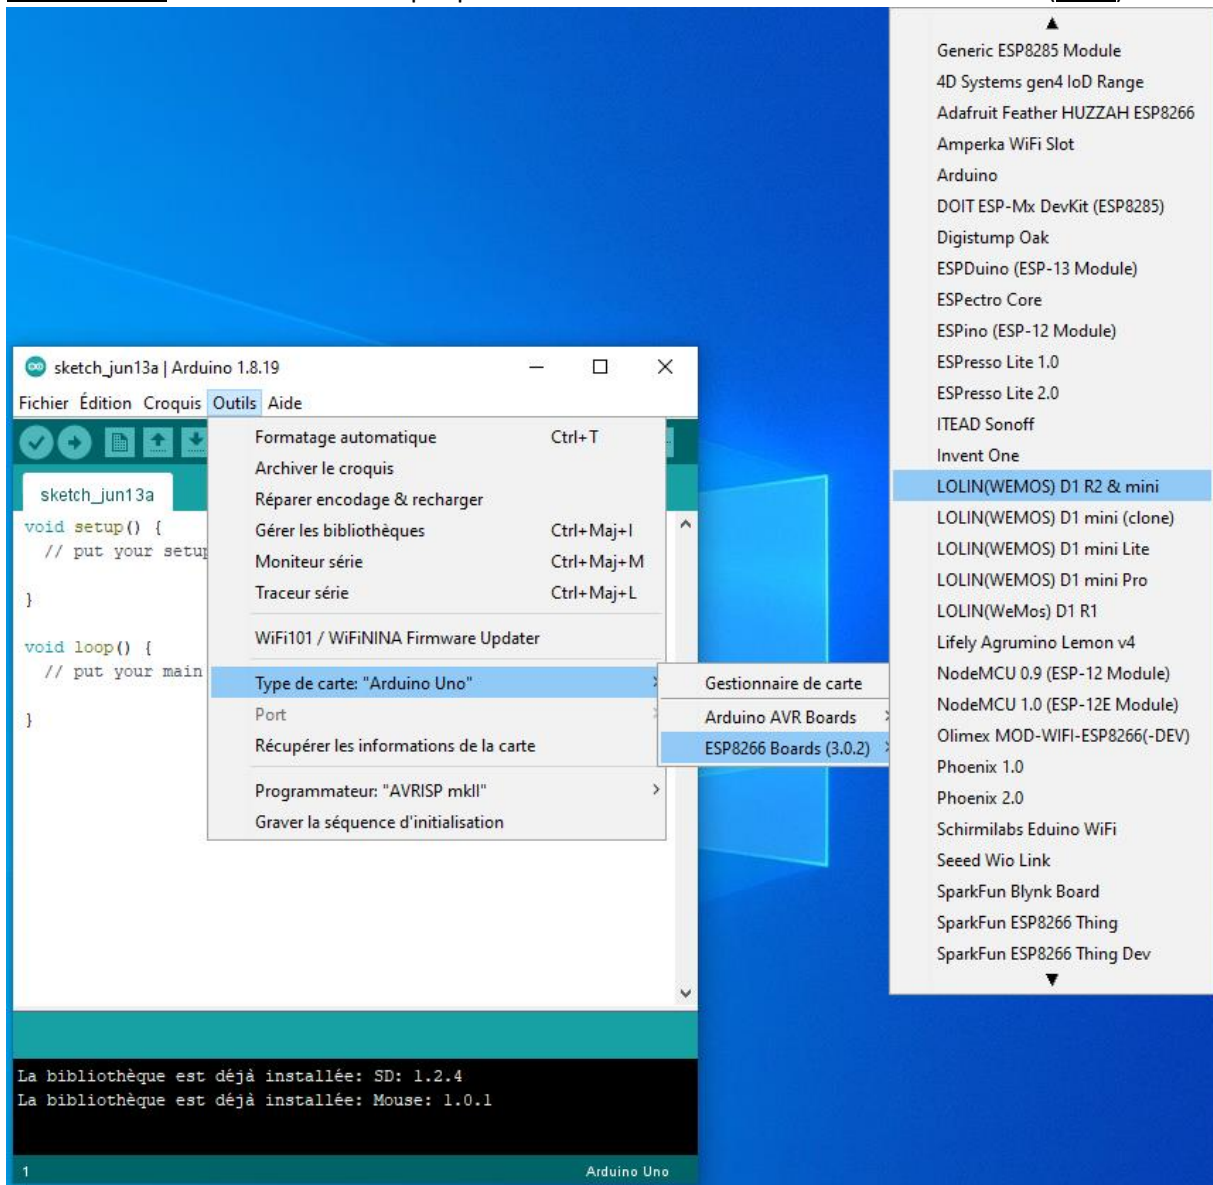 sketch_jun13a | Arduino 1.8.19
Fichier Édition Croquis Outils Aide
sketch_jun13a
void setup() {
// put your setup
}
void loop() {
// put your main
}
Formatage automatique Ctrl+T
Archiver le croquis
Réparer encodage & recharger
Gérer les bibliothèques Ctrl+Maj+I
Moniteur série Ctrl+Maj+M
Traceur série Ctrl+Maj+L
WiFi101 / WiFiNINA Firmware Updater
Type de carte: "Arduino Uno"
Port
Récupérer les informations de la carte
Programmateur: "AVRISP mkII"
Graver la séquence d'initialisation
Gestionnaire de carte
Arduino AVR Boards
ESP8266 Boards (3.0.2)
Generic ESP8285 Module
4D Systems gen4 IoD Range
Adafruit Feather HUZZAH ESP8266
Amperka WiFi Slot
Arduino
DOIT ESP-Mx DevKit (ESP8285)
Digistump Oak
ESPDuino (ESP-13 Module)
ESPectro Core
ESPino (ESP-12 Module)
ESPresso Lite 1.0
ESPresso Lite 2.0
ITEAD Sonoff
Invent One
LOLIN(WEMOS) D1 R2 & mini
LOLIN(WEMOS) D1 mini (clone)
LOLIN(WEMOS) D1 mini Lite
LOLIN(WEMOS) D1 mini Pro
LOLIN(WeMos) D1 R1
Lifely Agrumino Lemon v4
NodeMCU 0.9 (ESP-12 Module)
NodeMCU 1.0 (ESP-12E Module)
Olimex MOD-WIFI-ESP8266(-DEV)
Phoenix 1.0
Phoenix 2.0
Schirmilabs Eduino WiFi
Seeed Wio Link
SparkFun Blynk Board
SparkFun ESP8266 Thing
SparkFun ESP8266 Thing Dev
La bibliothèque est déjà installée: SD: 1.2.4
La bibliothèque est déjà installée: Mouse: 1.0.1
1 Arduino Uno